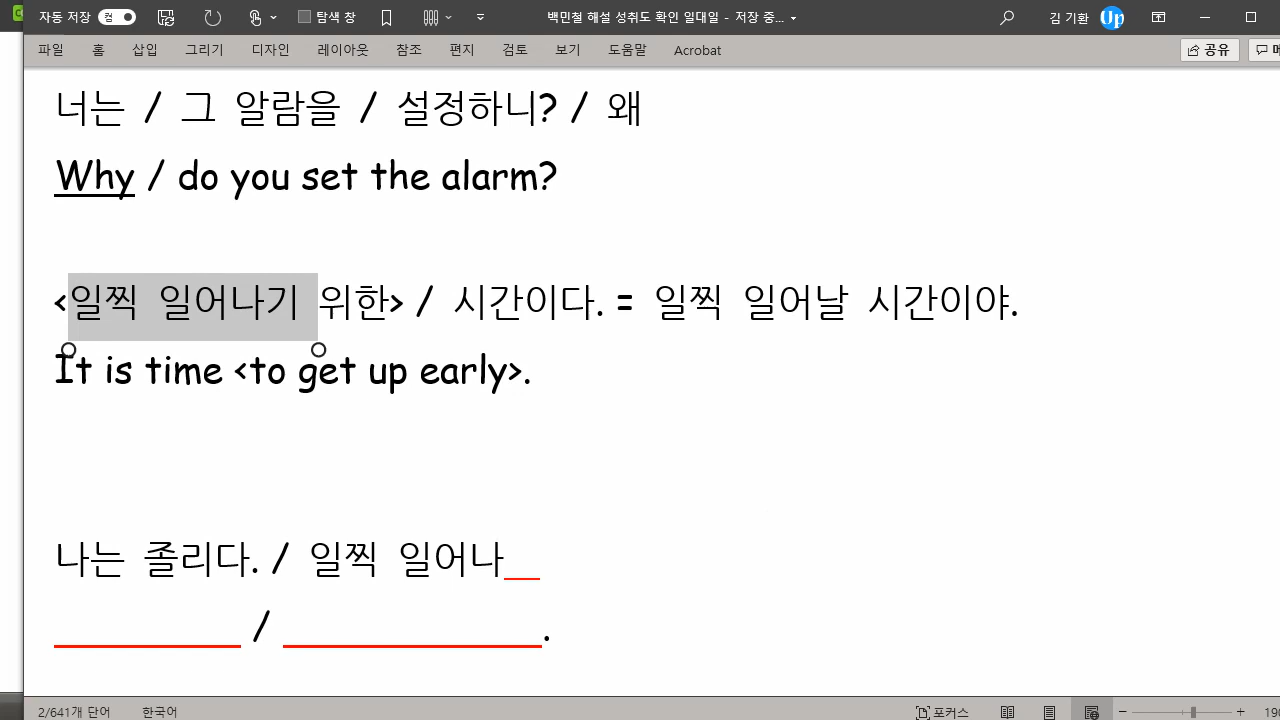 자동 저장 컴 탐색 창 백민철 해설 성취도 확인 일대일 - 저장 중... 김 기환 Up
파일 홈 삽입 그리기 디자인 레이아웃 참조 편지 검토 보기 도움말 Acrobat 공유
너는 / 그 알람을 / 설정하니? / 왜
Why / do you set the alarm?
<일찍 일어나기 위한> / 시간이다. = 일찍 일어날 시간이야.
It is time <to get up early>.
나는 졸리다. / 일찍 일어나__
_________ / _____________.
2/641개 단어 한국어 포커스